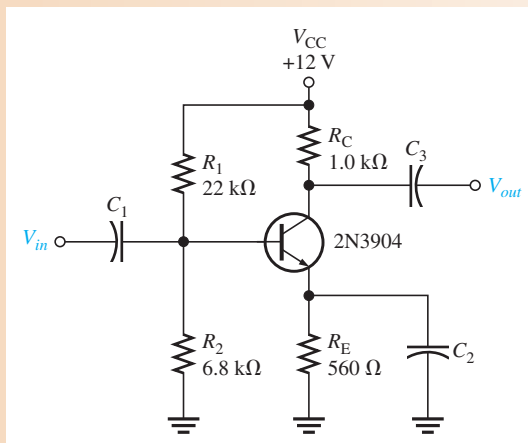 V_CC
+12 V
R_C
1.0 kΩ
C_3
V_out
R_1
22 kΩ
C_1
V_in
2N3904
R_2
6.8 kΩ
R_E
560 Ω
C_2